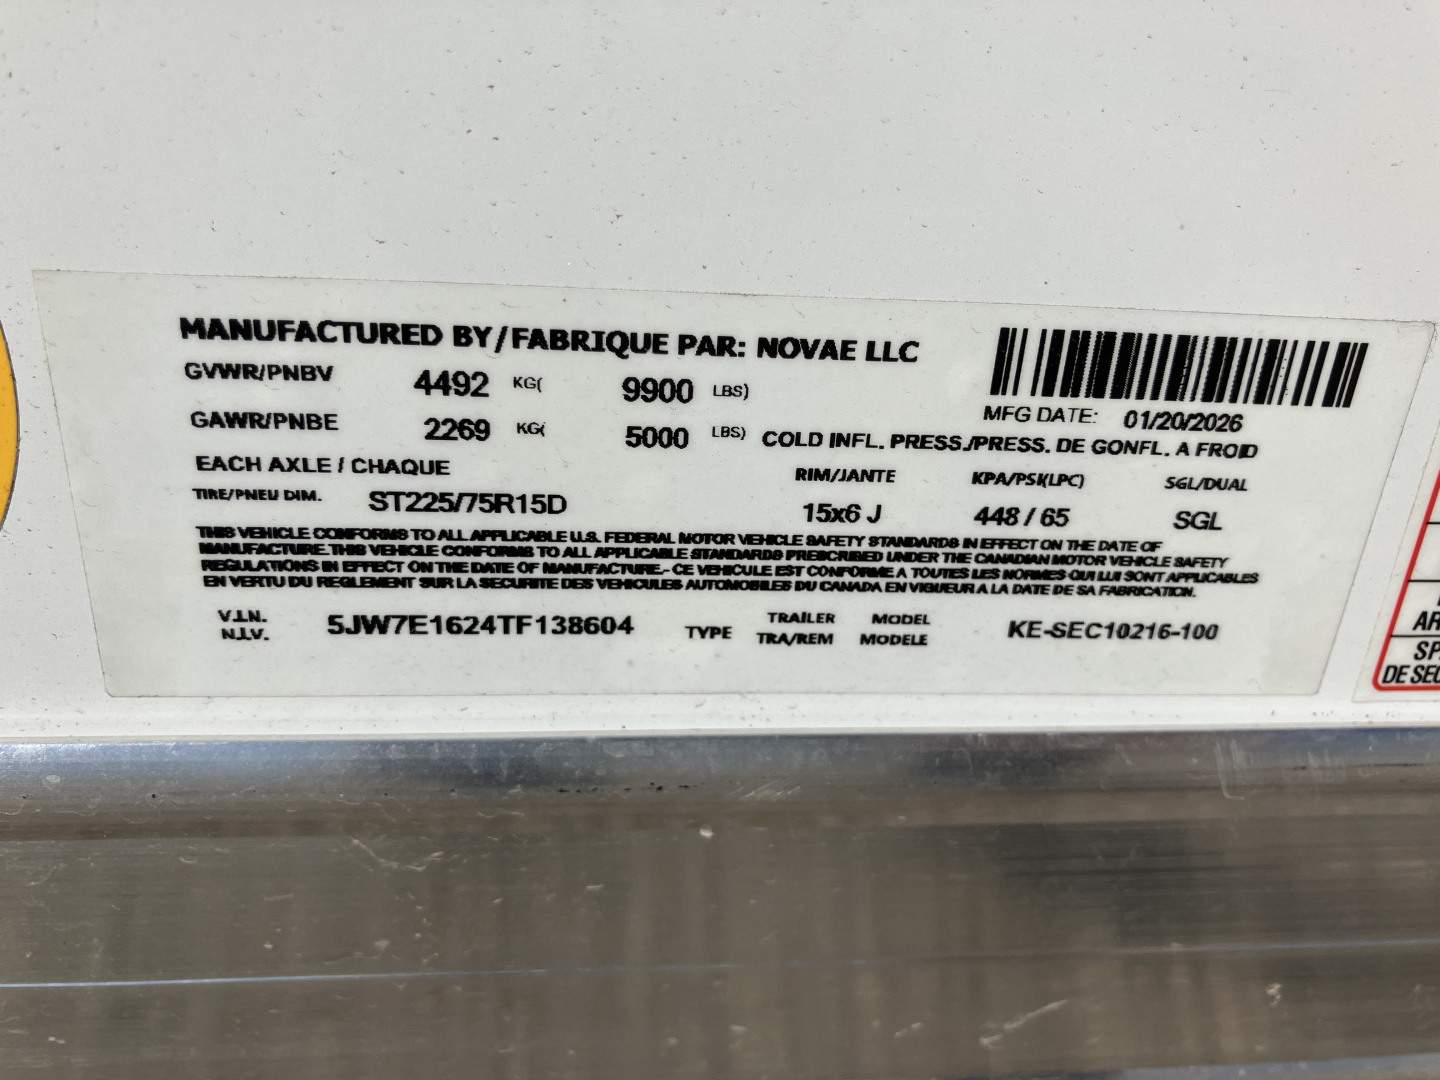 MANUFACTURED BY/FABRIQUE PAR: NOVAE LLC
GVWR/PNBV 4492 KG( 9900 LBS)
MFG DATE: 01/20/2026
GAWR/PNBE 2269 KG( 5000 LBS) COLD INFL. PRESS./PRESS. DE GONFL. A FROID
EACH AXLE / CHAQUE RIM/JANTE KPA/PSI(LPC) SGL/DUAL
TIRE/PNEU DIM. ST225/75R15D 15x6 J 448 / 65 SGL
THIS VEHICLE CONFORMS TO ALL APPLICABLE U.S. FEDERAL MOTOR VEHICLE SAFETY STANDARDS IN EFFECT ON THE DATE OF
MANUFACTURE. THIS VEHICLE CONFORMS TO ALL APPLICABLE STANDARDS PRESCRIBED UNDER THE CANADIAN MOTOR VEHICLE SAFETY
REGULATIONS IN EFFECT ON THE DATE OF MANUFACTURE.- CE VEHICULE EST CONFORME A TOUTES LES NORMES QUI LUI SONT APPLICABLES
EN VERTU DU REGLEMENT SUR LA SECURITE DES VEHICULES AUTOMOBILES DU CANADA EN VIGUEUR A LA DATE DE SA FABRICATION.
V.I.N. 5JW7E1624TF138604 TYPE TRAILER MODEL KE-SEC10216-100
N.I.V. TRA/REM MODELE
AR
SP
DE SEC